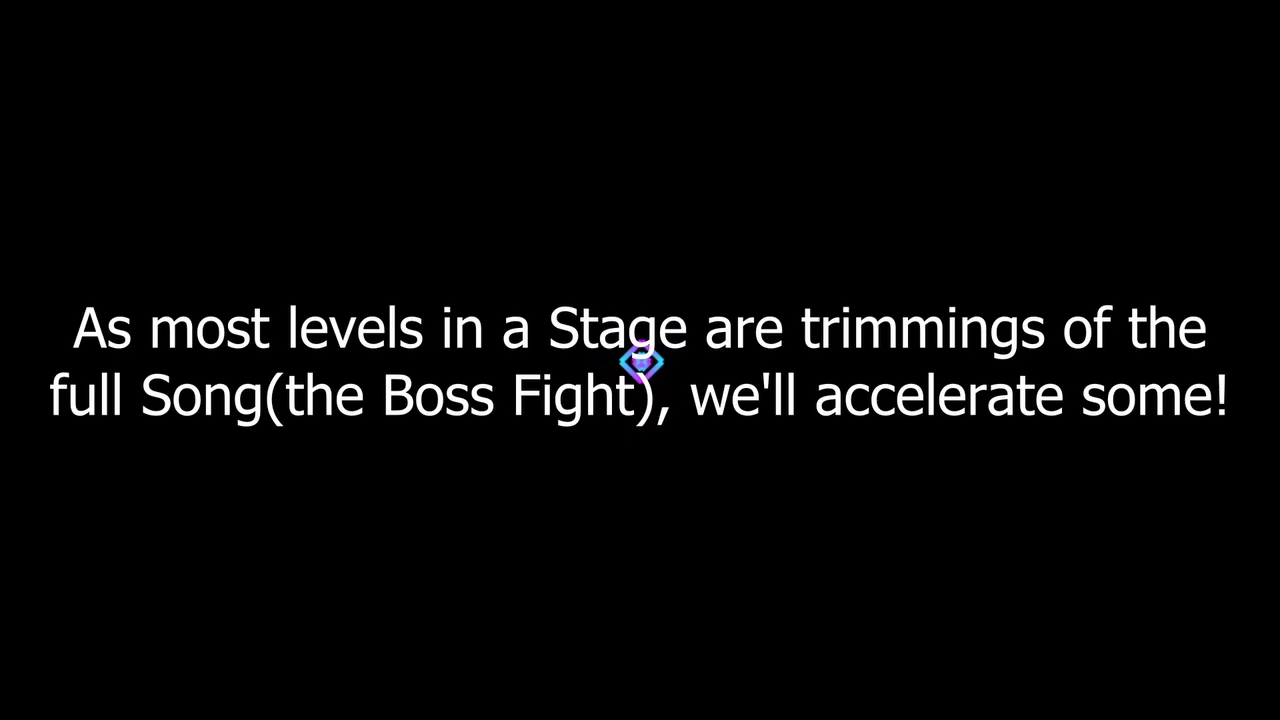 As most levels in a Stage are trimmings of the
full Song(the Boss Fight), we'll accelerate some!